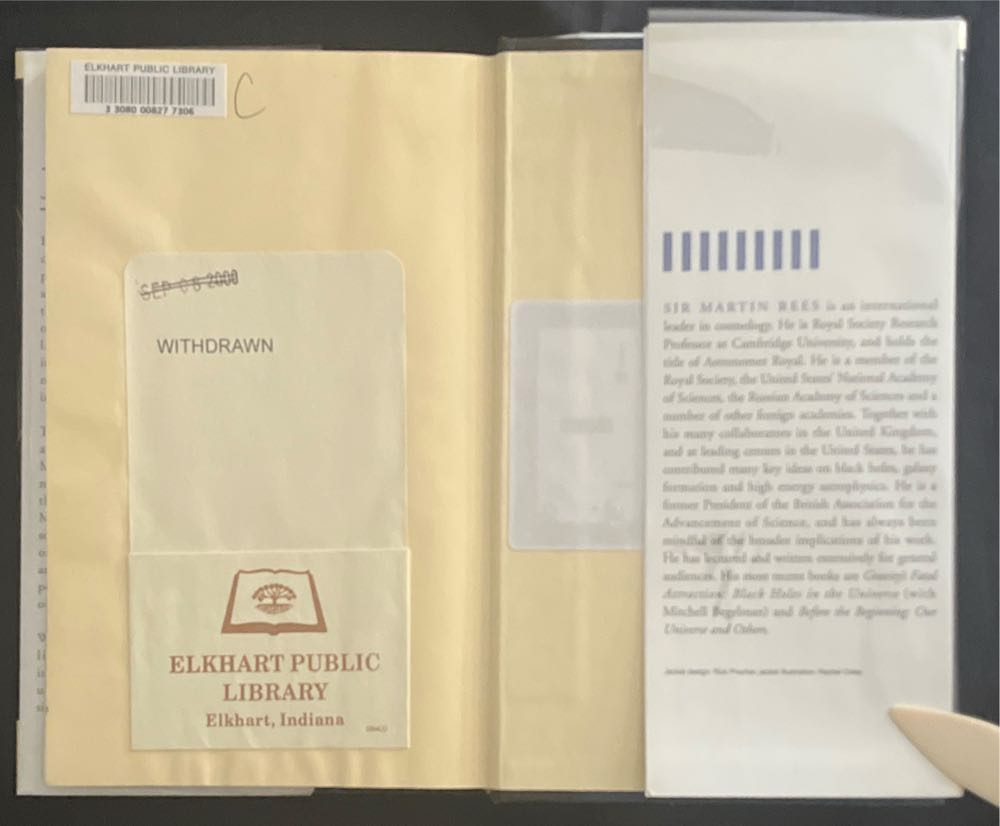 ELKHART PUBLIC LIBRARY
3 3080 00827 7306
C
SEP 08 2000
WITHDRAWN
ELKHART PUBLIC
LIBRARY
Elkhart, Indiana
SIR MARTIN REES is an international
leader in cosmology. He is Royal Society Research
Professor at Cambridge University, and holds the
title of Astronomer Royal. He is a member of the
Royal Society, the United States' National Academy
of Sciences, the Russian Academy of Sciences and a
number of other foreign academies. Together with
his many collaborators in the United Kingdom,
and at leading centers in the United States, he has
contributed many key ideas on black holes, galaxy
formation and high energy astrophysics. He is a
former President of the British Association for the
Advancement of Science, and has always been
mindful of the broader implications of his work.
He has lectured and written extensively for general
audiences. His most recent books are Gravity's Fatal
Attraction: Black Holes in the Universe (with
Mitchell Begelman) and Before the Beginning: Our
Universe and Others.